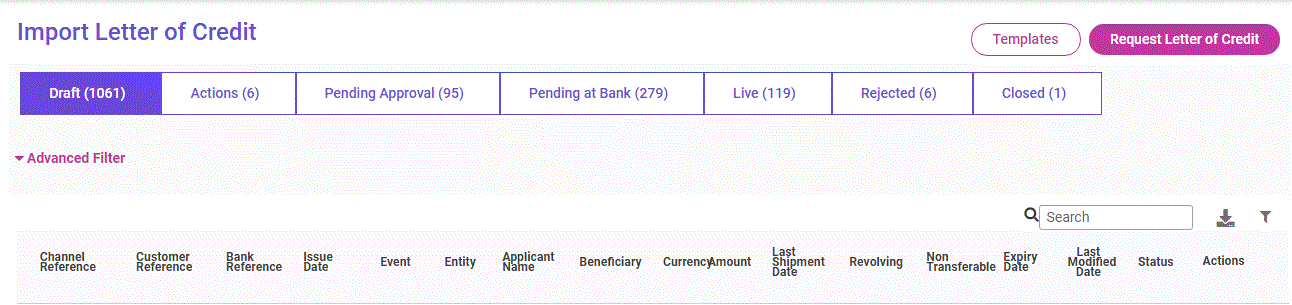 Import Letter of Credit
Templates
Request Letter of Credit
Draft (1061)
Actions (6)
Pending Approval (95)
Pending at Bank (279)
Live (119)
Rejected (6)
Closed (1)
Advanced Filter
Search
Channel
Reference
Customer
Reference
Bank
Reference
Issue
Date
Event
Entity
Applicant
Name
Beneficiary
Currency
Amount
Last
Shipment
Date
Revolving
Non
Transferable
Expiry
Date
Last
Modified
Date
Status
Actions